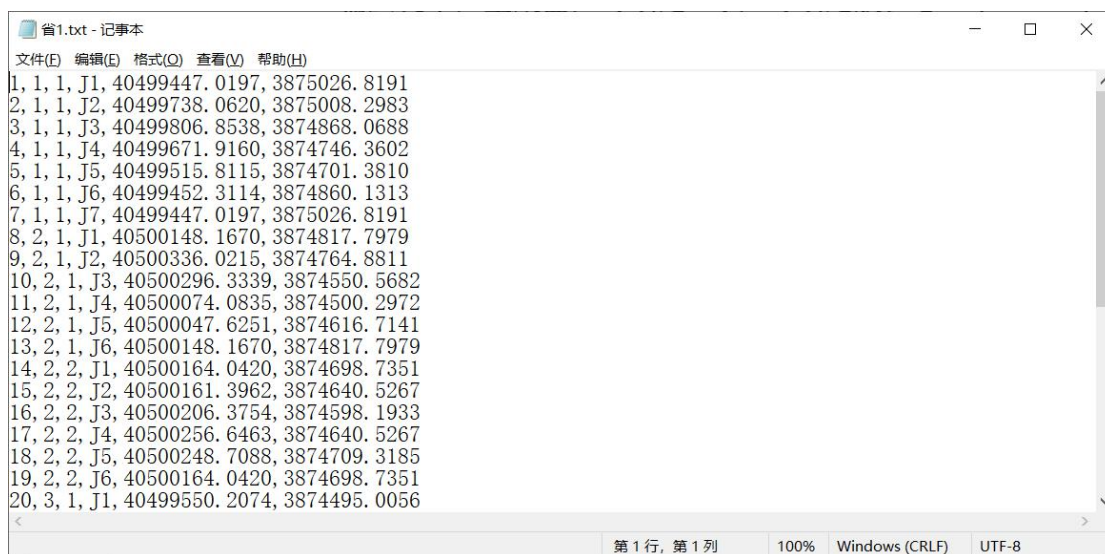 省1.txt - 记事本
文件(F) 编辑(E) 格式(O) 查看(V) 帮助(H)
1,1,1,J1,40499447.0197,3875026.8191
2,1,1,J2,40499738.0620,3875008.2983
3,1,1,J3,40499806.8538,3874868.0688
4,1,1,J4,40499671.9160,3874746.3602
5,1,1,J5,40499515.8115,3874701.3810
6,1,1,J6,40499452.3114,3874860.1313
7,1,1,J7,40499447.0197,3875026.8191
8,2,1,J1,40500148.1670,3874817.7979
9,2,1,J2,40500336.0215,3874764.8811
10,2,1,J3,40500296.3339,3874550.5682
11,2,1,J4,40500074.0835,3874500.2972
12,2,1,J5,40500047.6251,3874616.7141
13,2,1,J6,40500148.1670,3874817.7979
14,2,2,J1,40500164.0420,3874698.7351
15,2,2,J2,40500161.3962,3874640.5267
16,2,2,J3,40500206.3754,3874598.1933
17,2,2,J4,40500256.6463,3874640.5267
18,2,2,J5,40500248.7088,3874709.3185
19,2,2,J6,40500164.0420,3874698.7351
20,3,1,J1,40499550.2074,3874495.0056
第 1 行，第 1 列 100% Windows (CRLF) UTF-8